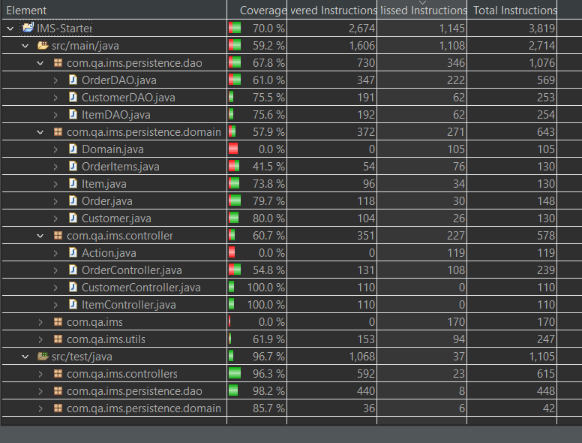 Element Coverage vered Instructions lissed Instructions Total Instructions
IMS-Starter 70.0 % 2,674 1,145 3,819
src/main/java 59.2 % 1,606 1,108 2,714
com.qa.ims.persistence.dao 67.8 % 730 346 1,076
OrderDAO.java 61.0 % 347 222 569
CustomerDAO.java 75.5 % 191 62 253
ItemDAO.java 75.6 % 192 62 254
com.qa.ims.persistence.domain 57.9 % 372 271 643
Domain.java 0.0 % 0 105 105
OrderItems.java 41.5 % 54 76 130
Item.java 73.8 % 96 34 130
Order.java 79.7 % 118 30 148
Customer.java 80.0 % 104 26 130
com.qa.ims.controller 60.7 % 351 227 578
Action.java 0.0 % 0 119 119
OrderController.java 54.8 % 131 108 239
CustomerController.java 100.0 % 110 0 110
ItemController.java 100.0 % 110 0 110
com.qa.ims 0.0 % 0 170 170
com.qa.ims.utils 61.9 % 153 94 247
src/test/java 96.7 % 1,068 37 1,105
com.qa.ims.controllers 96.3 % 592 23 615
com.qa.ims.persistence.dao 98.2 % 440 8 448
com.qa.ims.persistence.domain 85.7 % 36 6 42